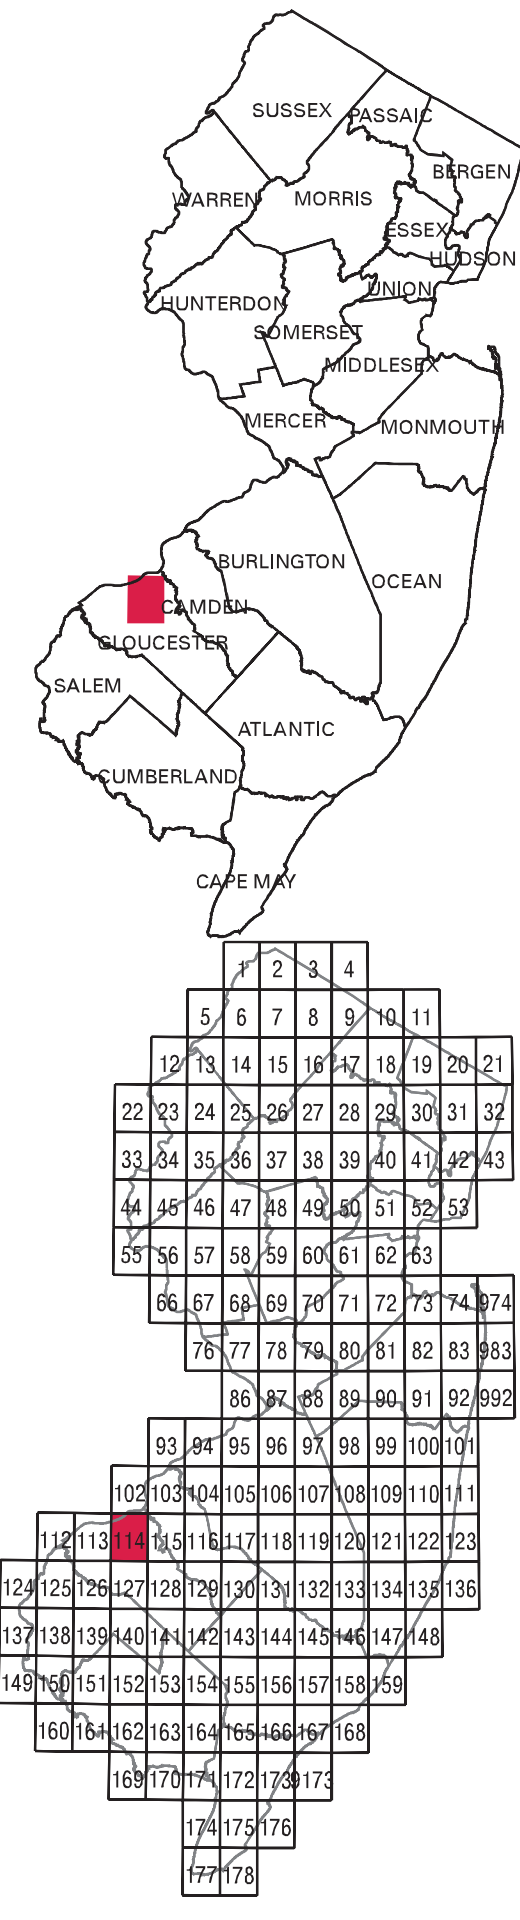 SUSSEX
PASSAIC
BERGEN
WARREN
MORRIS
ESSEX
HUDSON
UNION
HUNTERDON
SOMERSET
MIDDLESEX
MERCER
MONMOUTH
BURLINGTON
OCEAN
CAMDEN
GLOUCESTER
SALEM
ATLANTIC
CUMBERLAND
CAPE MAY
1 2 3 4
5 6 7 8 9 10 11
12 13 14 15 16 17 18 19 20 21
22 23 24 25 26 27 28 29 30 31 32
33 34 35 36 37 38 39 40 41 42 43
44 45 46 47 48 49 50 51 52 53
55 56 57 58 59 60 61 62 63
66 67 68 69 70 71 72 73 74 974
76 77 78 79 80 81 82 83 983
86 87 88 89 90 91 92 992
93 94 95 96 97 98 99 100 101
102 103 104 105 106 107 108 109 110 111
112 113 114 115 116 117 118 119 120 121 122 123
124 125 126 127 128 129 130 131 132 133 134 135 136
137 138 139 140 141 142 143 144 145 146 147 148
149 150 151 152 153 154 155 156 157 158 159
160 161 162 163 164 165 166 167 168
169 170 171 172 173 9173
174 175 176
177 178